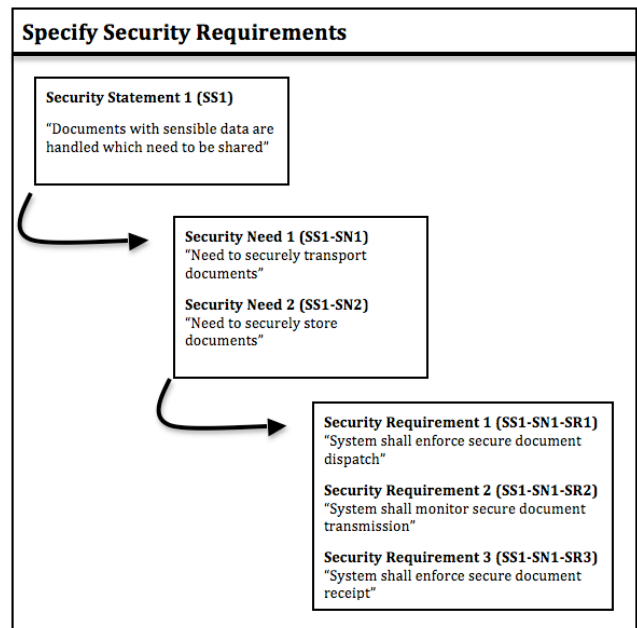 Specify Security Requirements
Security Statement 1 (SS1)
“Documents with sensible data are
handled which need to be shared”
Security Need 1 (SS1-SN1)
“Need to securely transport
documents”
Security Need 2 (SS1-SN2)
“Need to securely store
documents”
Security Requirement 1 (SS1-SN1-SR1)
“System shall enforce secure document
dispatch”
Security Requirement 2 (SS1-SN1-SR2)
“System shall monitor secure document
transmission”
Security Requirement 3 (SS1-SN1-SR3)
“System shall enforce secure document
receipt”